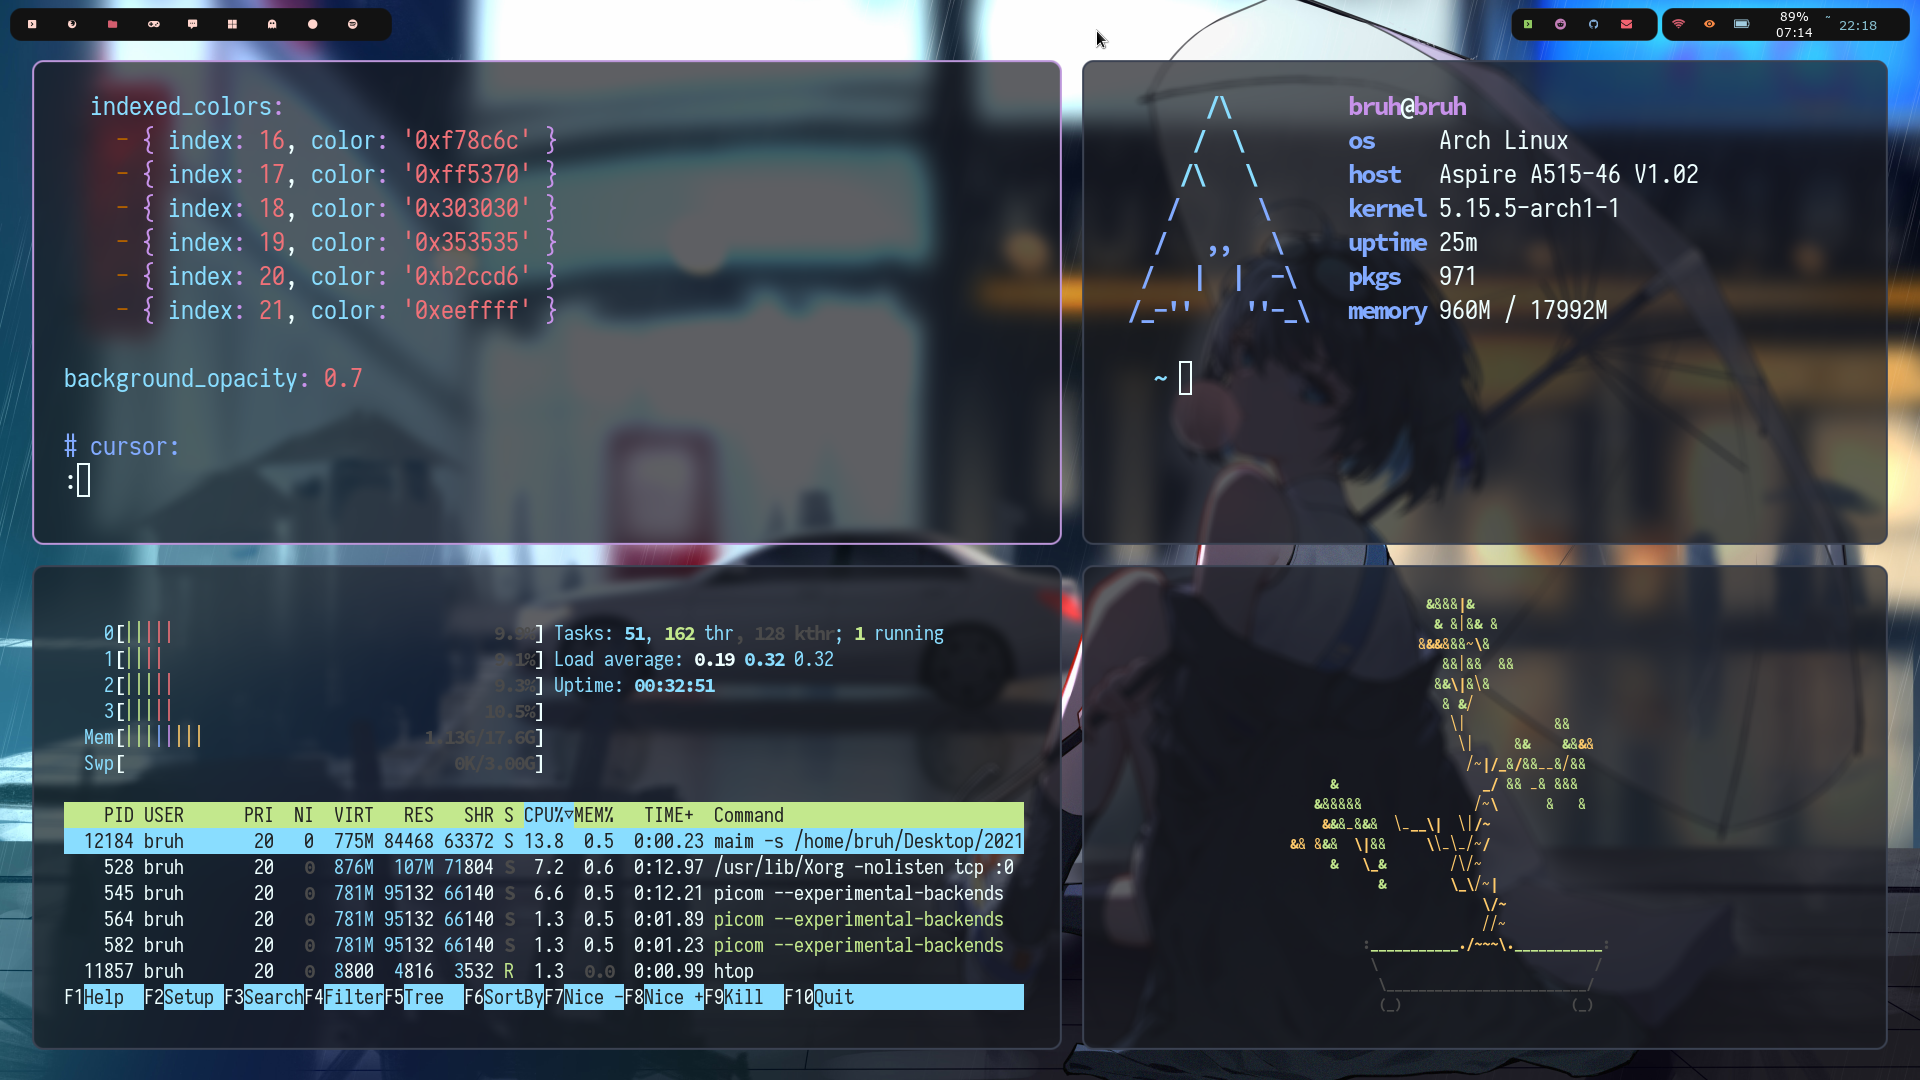 89%
07:14
~
22:18
indexed_colors:
- { index: 16, color: '0xf78c6c' }
- { index: 17, color: '0xff5370' }
- { index: 18, color: '0x303030' }
- { index: 19, color: '0x353535' }
- { index: 20, color: '0xb2ccd6' }
- { index: 21, color: '0xeeffff' }
background_opacity: 0.7
# cursor:
:
bruh@bruh
os Arch Linux
host Aspire A515-46 V1.02
kernel 5.15.5-arch1-1
uptime 25m
pkgs 971
memory 960M / 17992M
~
0[||||| ] Tasks: 51, 162 thr, 128 kthr; 1 running
1[|||| ] Load average: 0.19 0.32 0.32
2[||||| 9.3%] Uptime: 00:32:51
3[||||| 10.5%]
Mem[|||||||| 1.13G/17.6G]
Swp[ 0K/3.00G]
PID USER PRI NI VIRT RES SHR S CPU%▽MEM% TIME+ Command
12184 bruh 20 0 775M 84468 63372 S 13.8 0.5 0:00.23 maim -s /home/bruh/Desktop/2021
528 bruh 20 0 876M 107M 71804 S 7.2 0.6 0:12.97 /usr/lib/Xorg -nolisten tcp :0
545 bruh 20 0 781M 95132 66140 S 6.6 0.5 0:12.21 picom --experimental-backends
564 bruh 20 0 781M 95132 66140 S 1.3 0.5 0:01.89 picom --experimental-backends
582 bruh 20 0 781M 95132 66140 S 1.3 0.5 0:01.23 picom --experimental-backends
11857 bruh 20 0 8800 4816 3532 R 1.3 0.0 0:00.99 htop
F1Help F2Setup F3SearchF4FilterF5Tree F6SortByF7Nice -F8Nice +F9Kill F10Quit